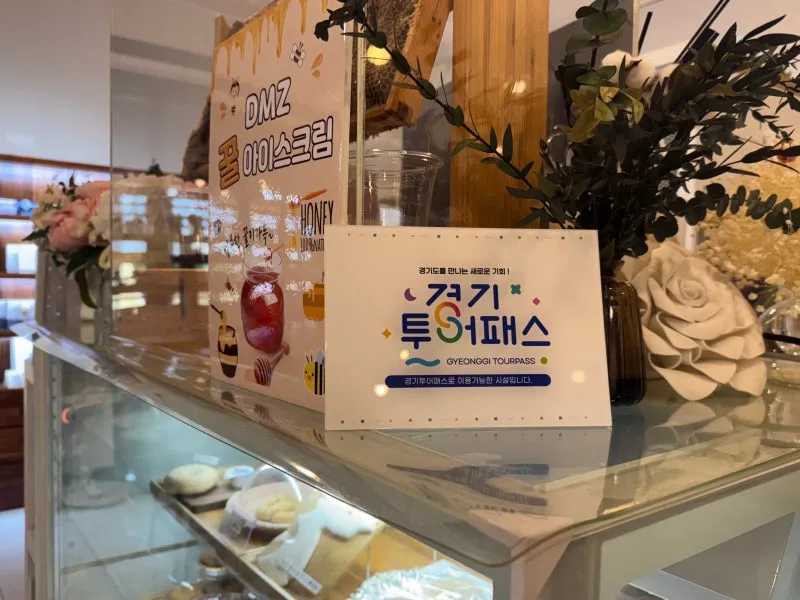 DMZ
꿀 아이스크림
HONEY
경기도를 만나는 새로운 기회!
경기
투어패스
GYEONGGI TOURPASS
경기투어패스로 이용가능한 시설입니다.